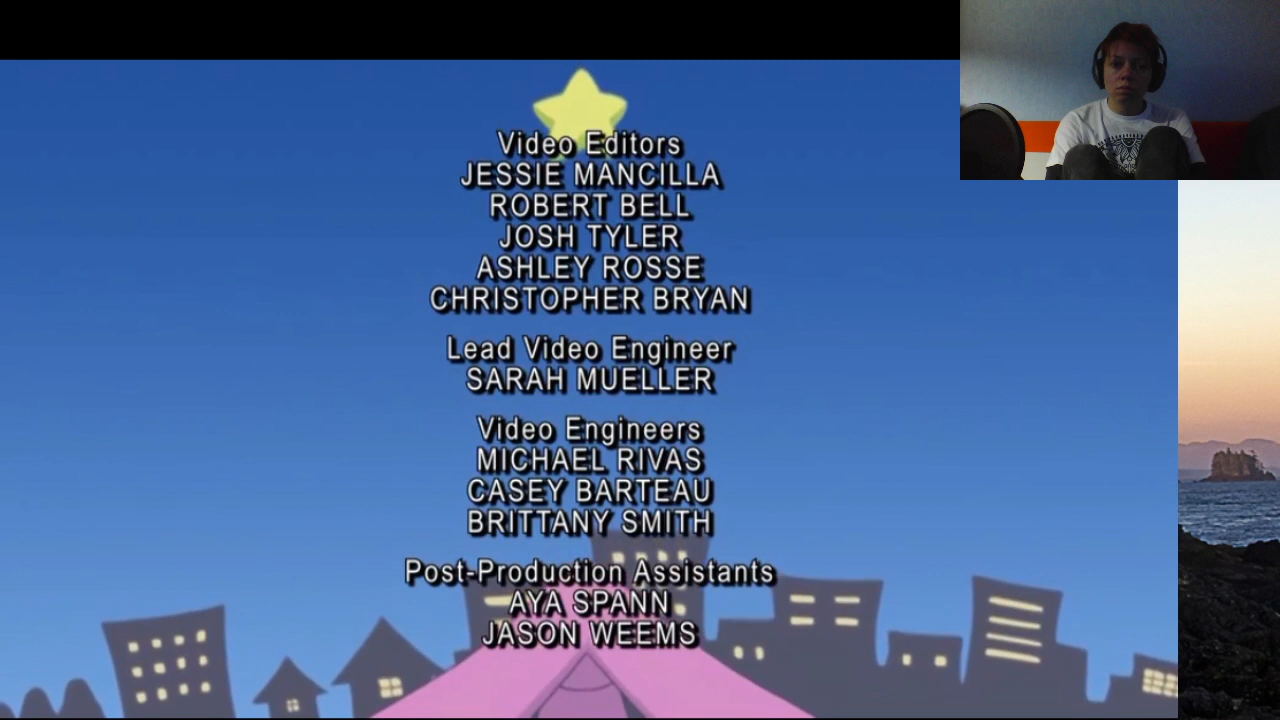 Video Editors
JESSIE MANCILLA
ROBERT BELL
JOSH TYLER
ASHLEY ROSSE
CHRISTOPHER BRYAN
Lead Video Engineer
SARAH MUELLER
Video Engineers
MICHAEL RIVAS
CASEY BARTEAU
BRITTANY SMITH
Post-Production Assistants
AYA SPANN
JASON WEEMS